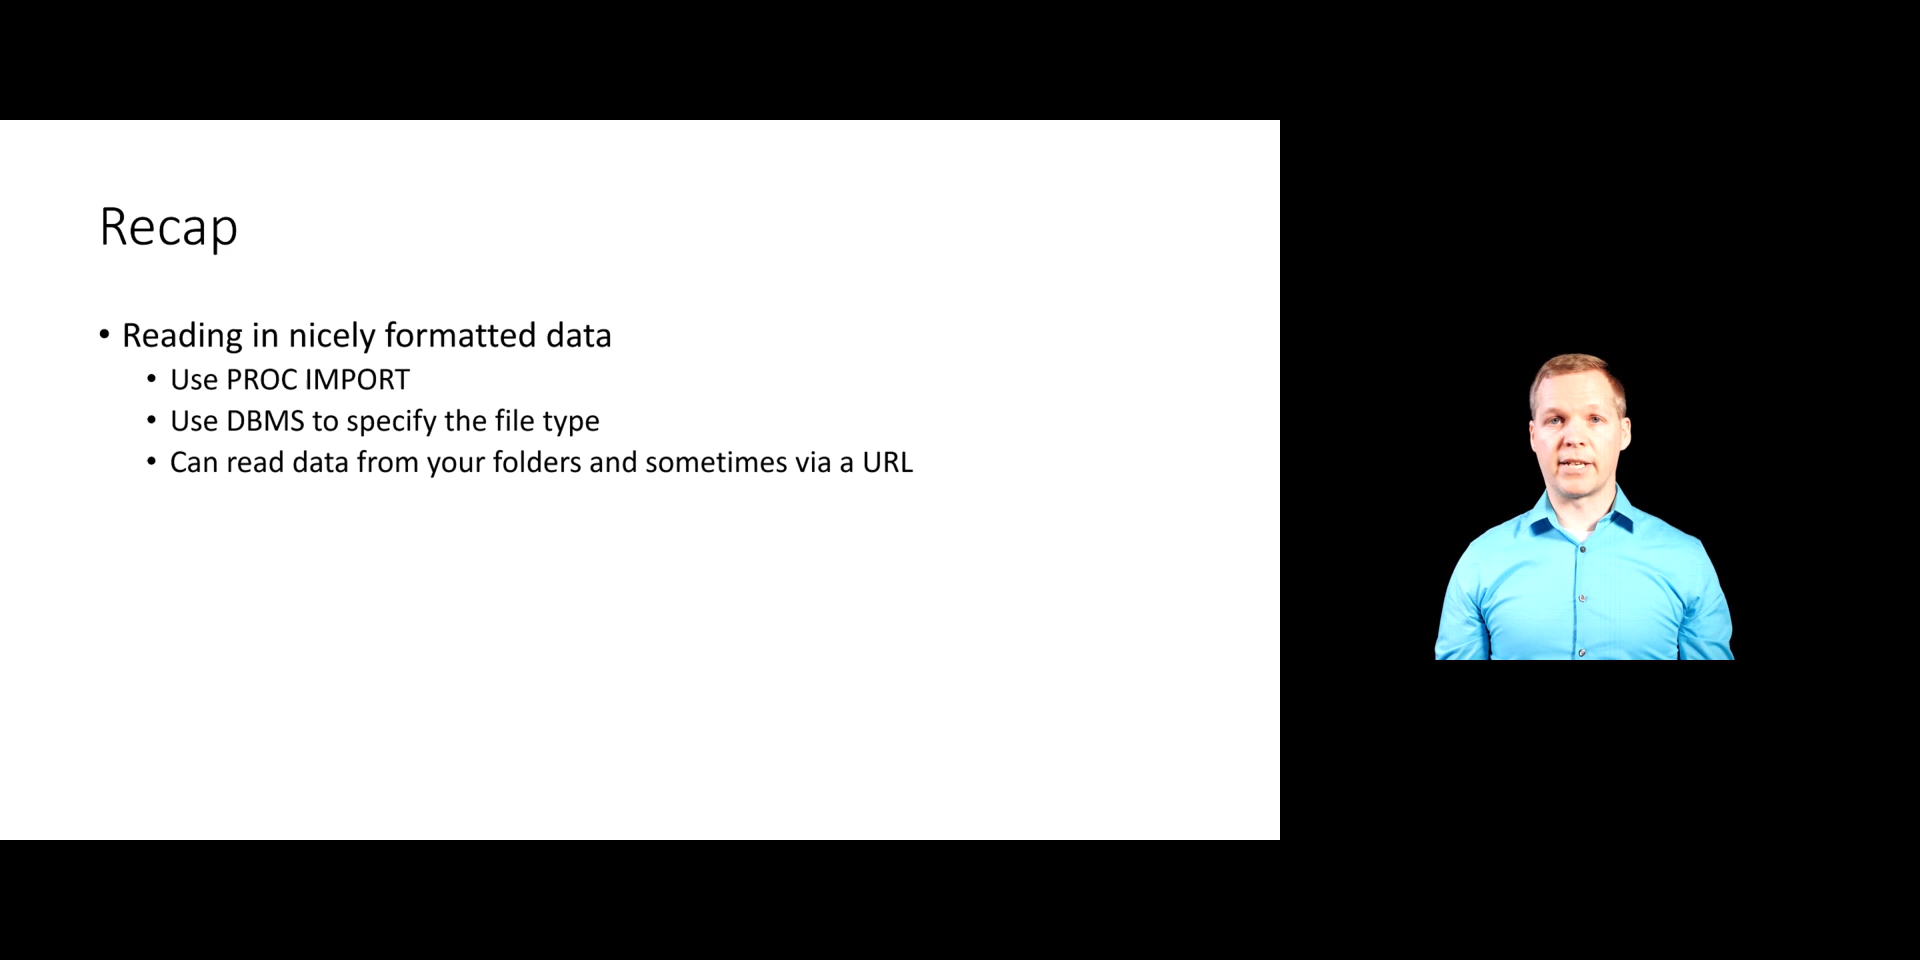 Recap
• Reading in nicely formatted data
• Use PROC IMPORT
• Use DBMS to specify the file type
• Can read data from your folders and sometimes via a URL